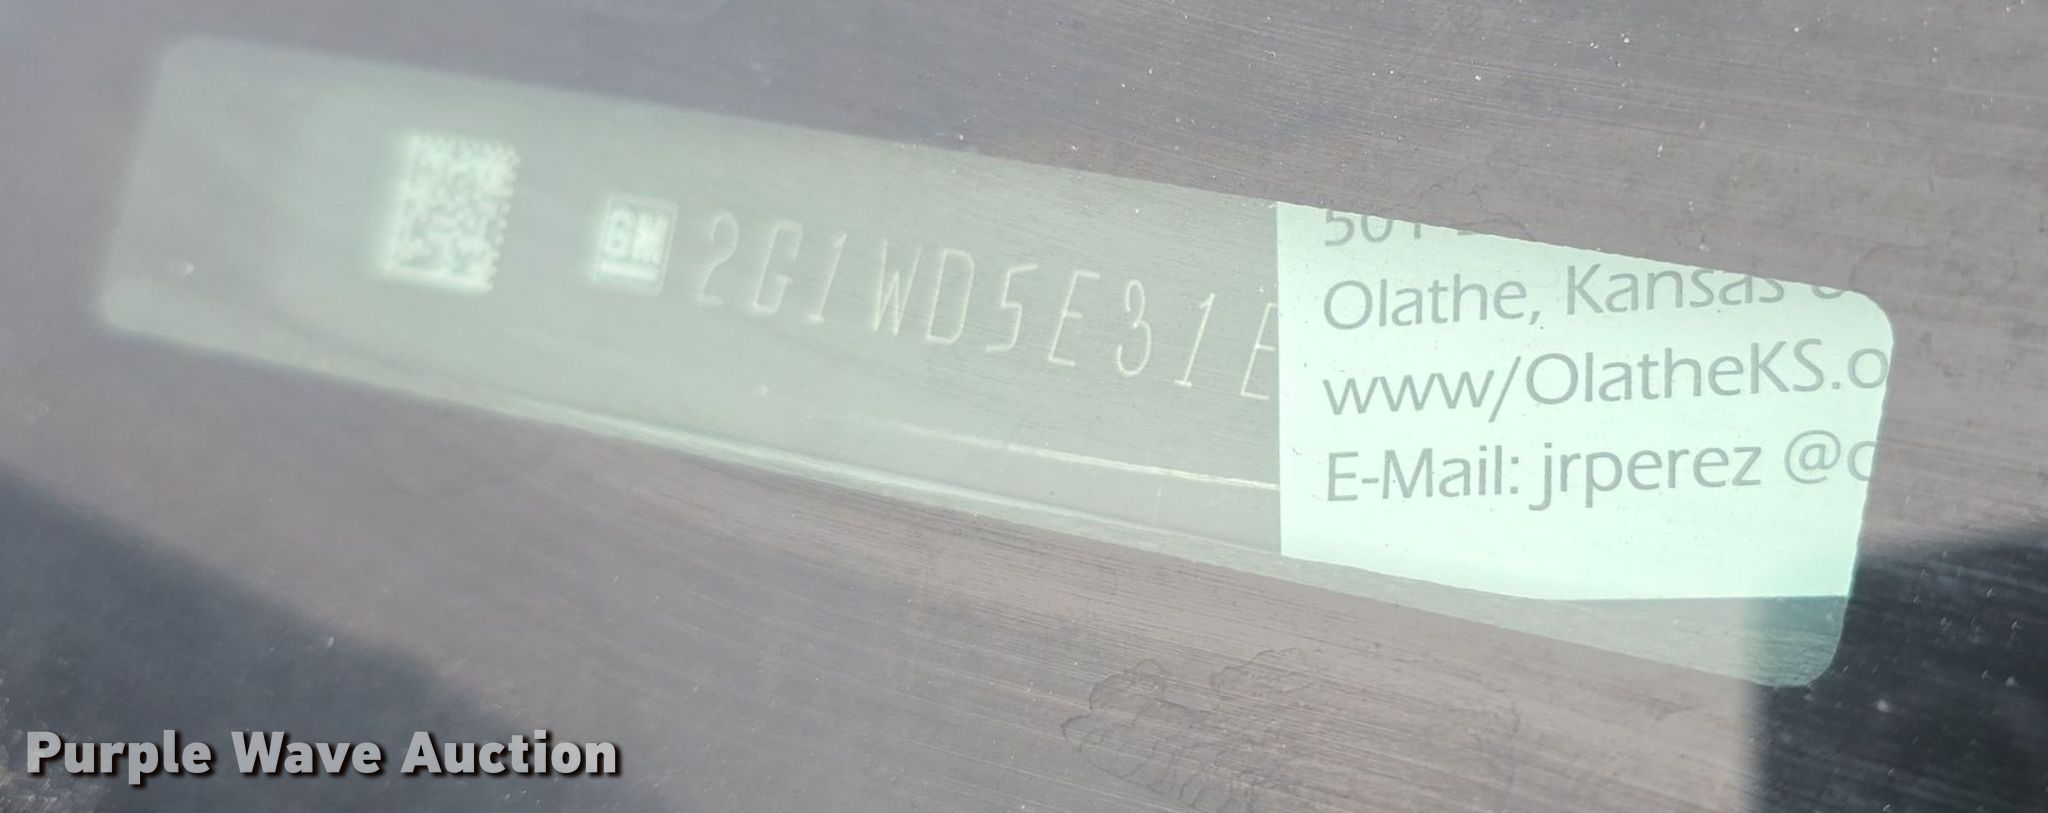 GM 2G1WD5E31E
Olathe, Kansas
www/OlatheKS.o
E-Mail: jrperez @
Purple Wave Auction